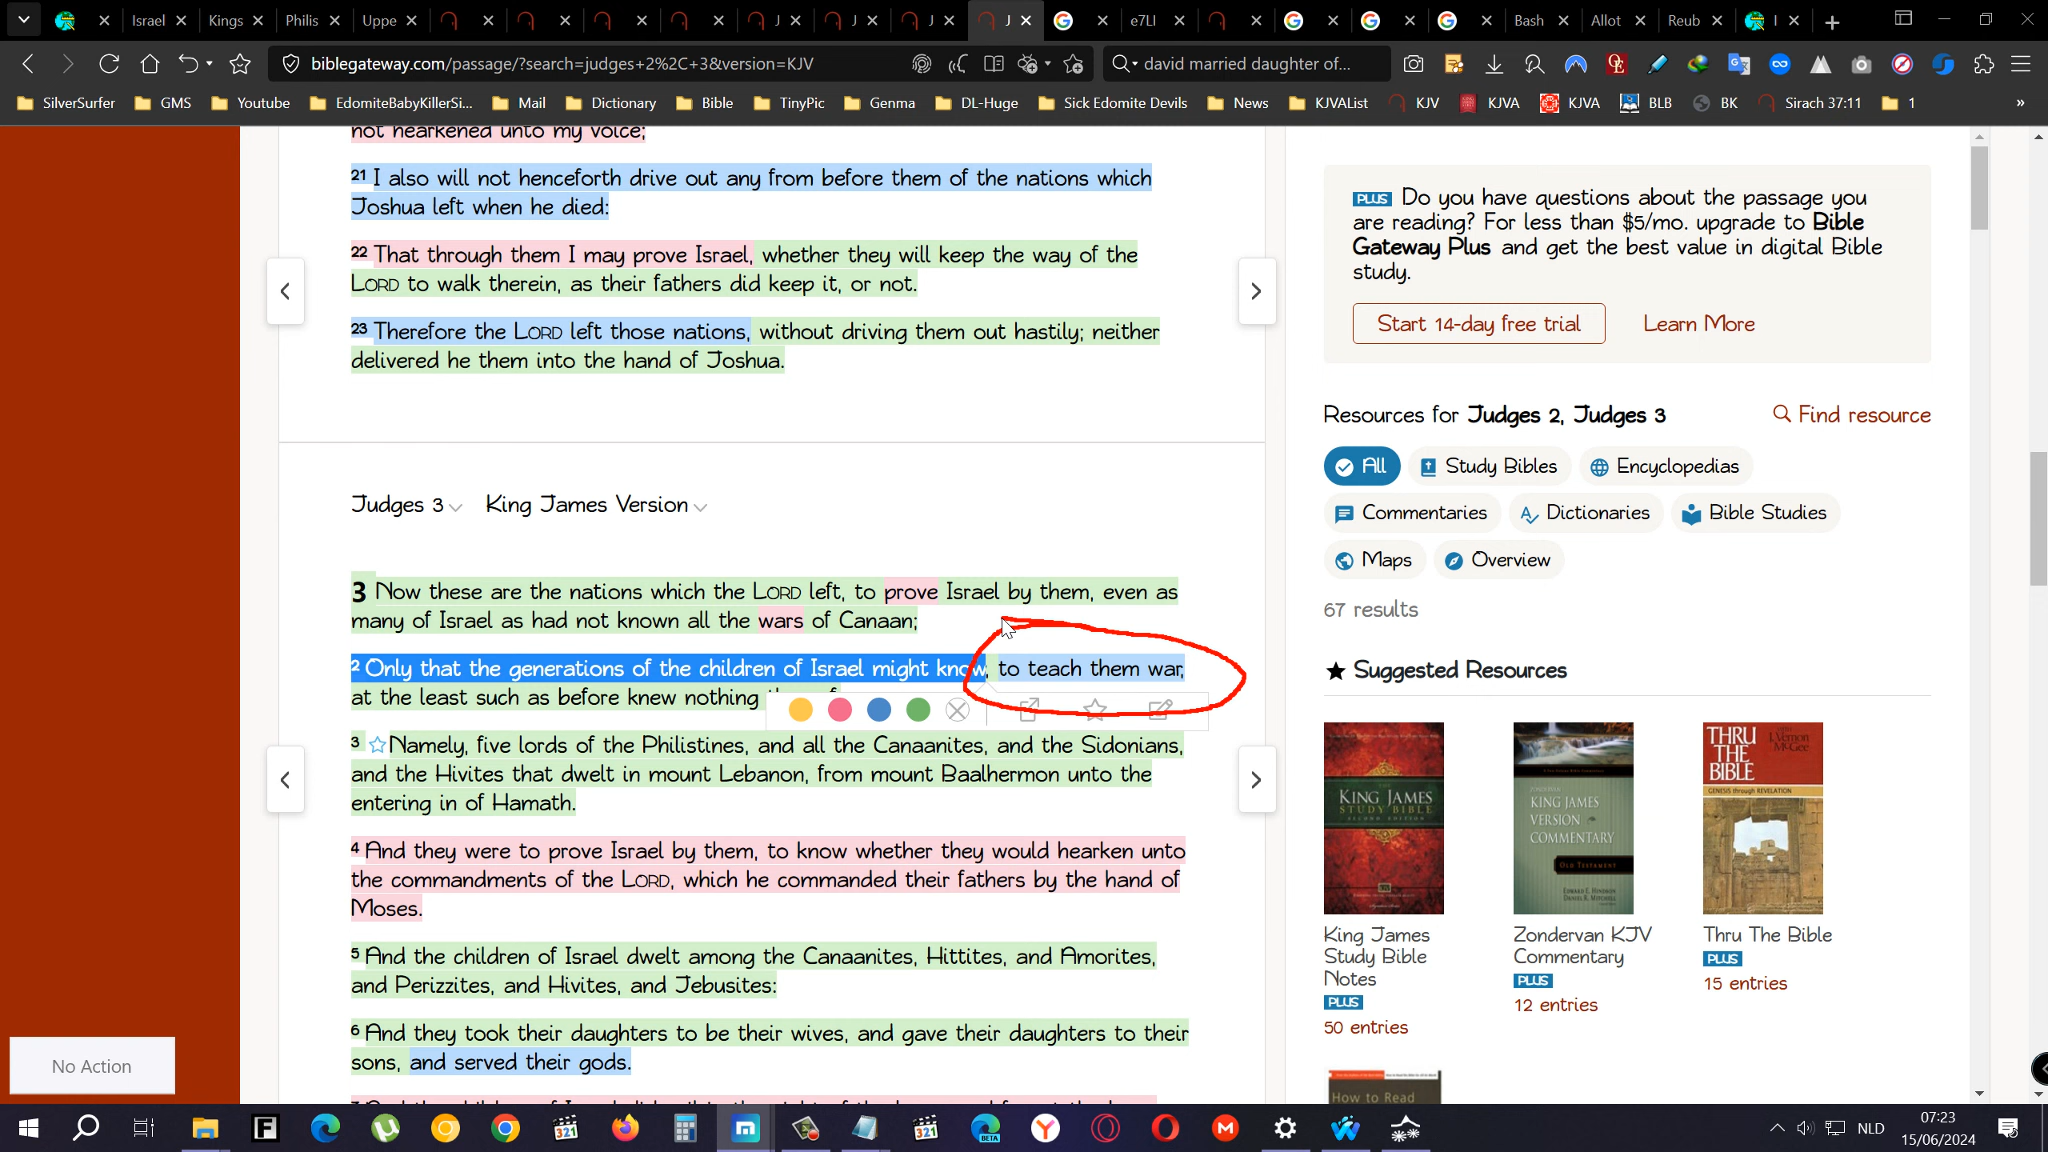 Israel
Kings
Philis
Uppe
J
J
J
J
e7LI
Bash
Allot
Reub
I
biblegateway.com/passage/?search=judges+2%2C+3&version=KJV
david married daughter of...
SilverSurfer
GMS
Youtube
EdomiteBabyKillerSi...
Mail
Dictionary
Bible
TinyPic
Genma
DL-Huge
Sick Edomite Devils
News
KJVAList
KJV
KJVA
KJVA
BLB
BK
Sirach 37:11
1
not hearkened unto my voice;
21 I also will not henceforth drive out any from before them of the nations which
Joshua left when he died:
22 That through them I may prove Israel, whether they will keep the way of the
LORD to walk therein, as their fathers did keep it, or not.
23 Therefore the LORD left those nations, without driving them out hastily; neither
delivered he them into the hand of Joshua.
Judges 3 King James Version
3 Now these are the nations which the LORD left, to prove Israel by them, even as
many of Israel as had not known all the wars of Canaan;
2 Only that the generations of the children of Israel might know, to teach them war,
at the least such as before knew nothing
3 Namely, five lords of the Philistines, and all the Canaanites, and the Sidonians,
and the Hivites that dwelt in mount Lebanon, from mount Baalhermon unto the
entering in of Hamath.
4 And they were to prove Israel by them, to know whether they would hearken unto
the commandments of the LORD, which he commanded their fathers by the hand of
Moses.
5 And the children of Israel dwelt among the Canaanites, Hittites, and Amorites,
and Perizzites, and Hivites, and Jebusites:
6 And they took their daughters to be their wives, and gave their daughters to their
sons, and served their gods.
No Action
PLUS Do you have questions about the passage you
are reading? For less than $5/mo. upgrade to Bible
Gateway Plus and get the best value in digital Bible
study.
Start 14-day free trial
Learn More
Resources for Judges 2, Judges 3
Find resource
All
Study Bibles
Encyclopedias
Commentaries
Dictionaries
Bible Studies
Maps
Overview
67 results
Suggested Resources
KING JAMES
STUDY BIBLE
SECOND EDITION
KING JAMES
VERSION
COMMENTARY
OLD TESTAMENT
THRU
THE
BIBLE
J. Vernon
McGee
GENESIS through REVELATION
King James
Study Bible
Notes
PLUS
50 entries
Zondervan KJV
Commentary
PLUS
12 entries
Thru The Bible
PLUS
15 entries
How to Read
321
321
BETA
NLD
07:23
15/06/2024